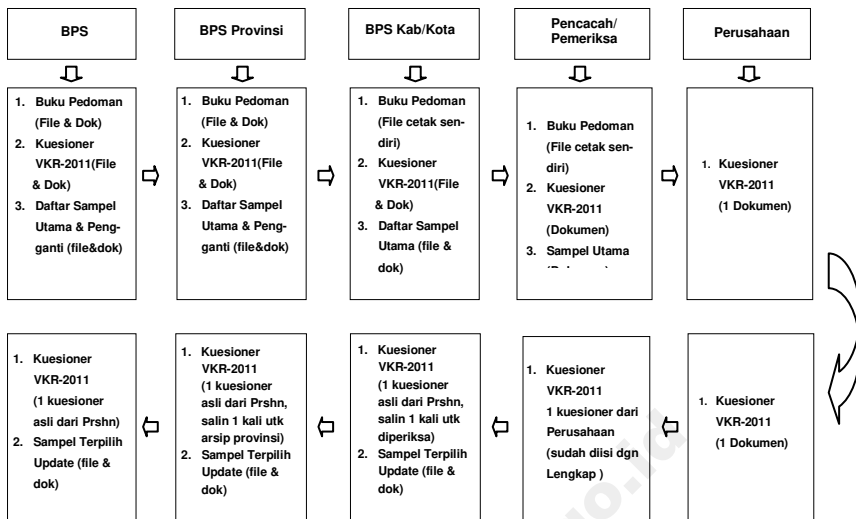 BPS
BPS Provinsi
BPS Kab/Kota
Pencacah/
Pemeriksa
Perusahaan
1. Buku Pedoman
(File & Dok)
2. Kuesioner
VKR-2011(File
& Dok)
3. Daftar Sampel
Utama & Peng-
ganti (file&dok)
1. Buku Pedoman
(File & Dok)
2. Kuesioner
VKR-2011(File
& Dok)
3. Daftar Sampel
Utama & Peng-
ganti (file&dok)
1. Buku Pedoman
(File cetak sen-
diri)
2. Kuesioner
VKR-2011(File
& Dok)
3. Daftar Sampel
Utama (file &
dok)
1. Buku Pedoman
(File cetak sen-
diri)
2. Kuesioner
VKR-2011
(Dokumen)
3. Sampel Utama
1. Kuesioner
VKR-2011
(1 Dokumen)
1. Kuesioner
VKR-2011
(1 kuesioner
asli dari Prshn)
2. Sampel Terpilih
Update (file &
dok)
1. Kuesioner
VKR-2011
(1 kuesioner
asli dari Prshn,
salin 1 kali utk
arsip provinsi)
2. Sampel Terpilih
Update (file &
dok)
1. Kuesioner
VKR-2011
(1 kuesioner
asli dari Prshn,
salin 1 kali utk
diperiksa)
2. Sampel Terpilih
Update (file &
dok)
1. Kuesioner
VKR-2011
1 kuesioner dari
Perusahaan
(sudah diisi dgn
Lengkap )
1. Kuesioner
VKR-2011
(1 Dokumen)